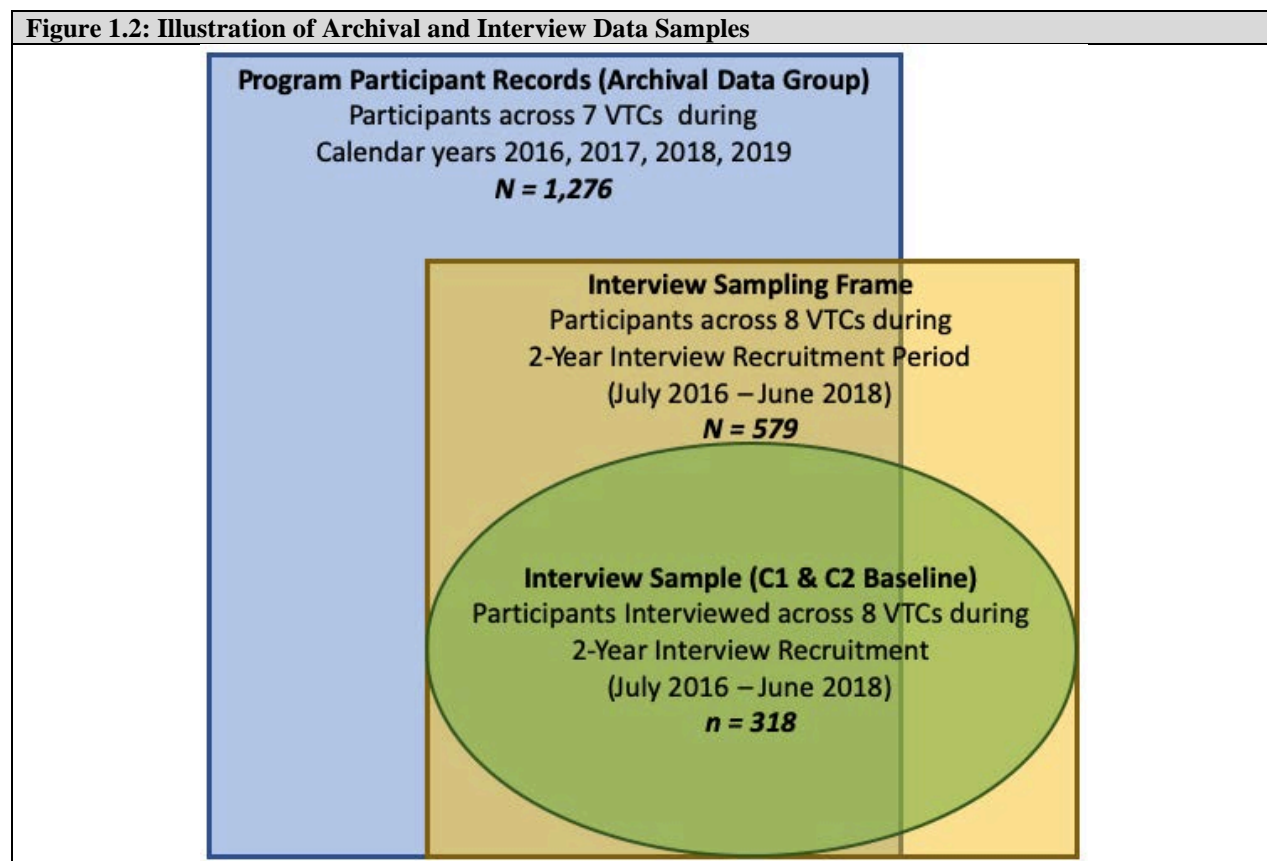 Figure 1.2: Illustration of Archival and Interview Data Samples
Program Participant Records (Archival Data Group)
Participants across 7 VTCs during
Calendar years 2016, 2017, 2018, 2019
N = 1,276
Interview Sampling Frame
Participants across 8 VTCs during
2-Year Interview Recruitment Period
(July 2016 – June 2018)
N = 579
Interview Sample (C1 & C2 Baseline)
Participants Interviewed across 8 VTCs during
2-Year Interview Recruitment
(July 2016 – June 2018)
n = 318